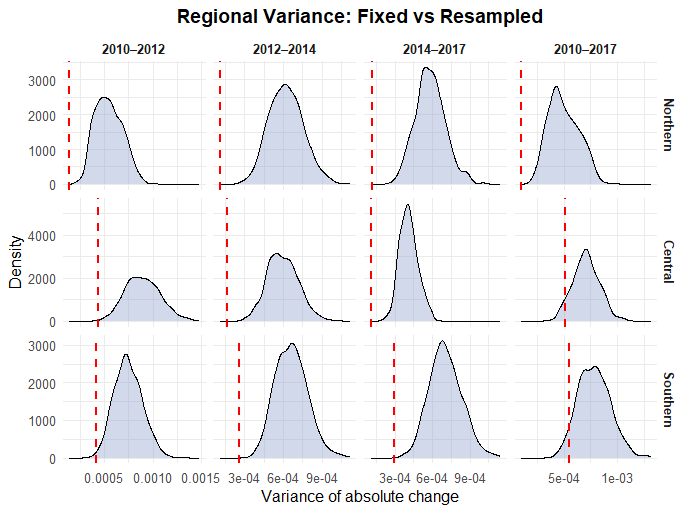 Regional Variance: Fixed vs Resampled
2010–2012 2012–2014 2014–2017 2010–2017
3000
2000
1000
0
Northern
4000
2000
0
Central
3000
2000
1000
0
Southern
Density
0.0005 0.0010 0.0015 3e-04 6e-04 9e-04 3e-04 6e-04 9e-04 5e-04 1e-03
Variance of absolute change